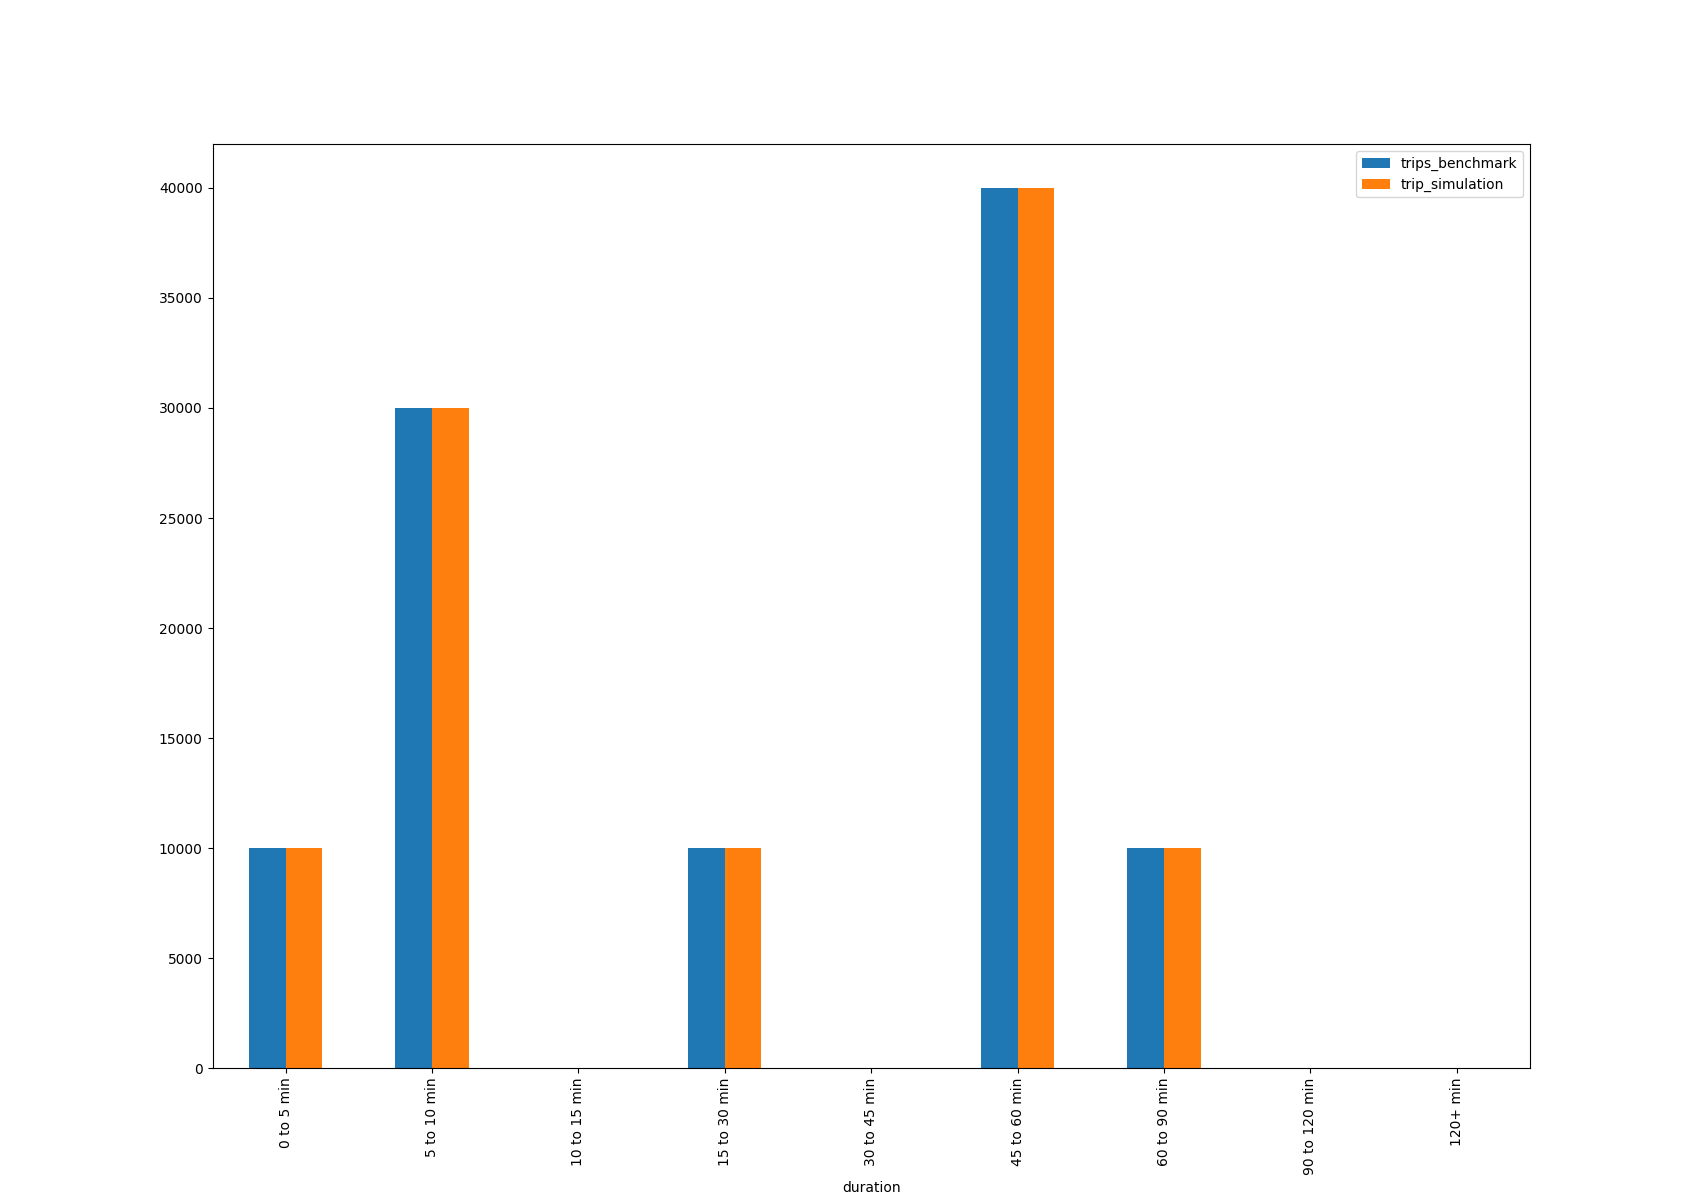 trips_benchmark
trip_simulation
40000
35000
30000
25000
20000
15000
10000
5000
0
0 to 5 min
5 to 10 min
10 to 15 min
15 to 30 min
30 to 45 min
45 to 60 min
60 to 90 min
90 to 120 min
120+ min
duration